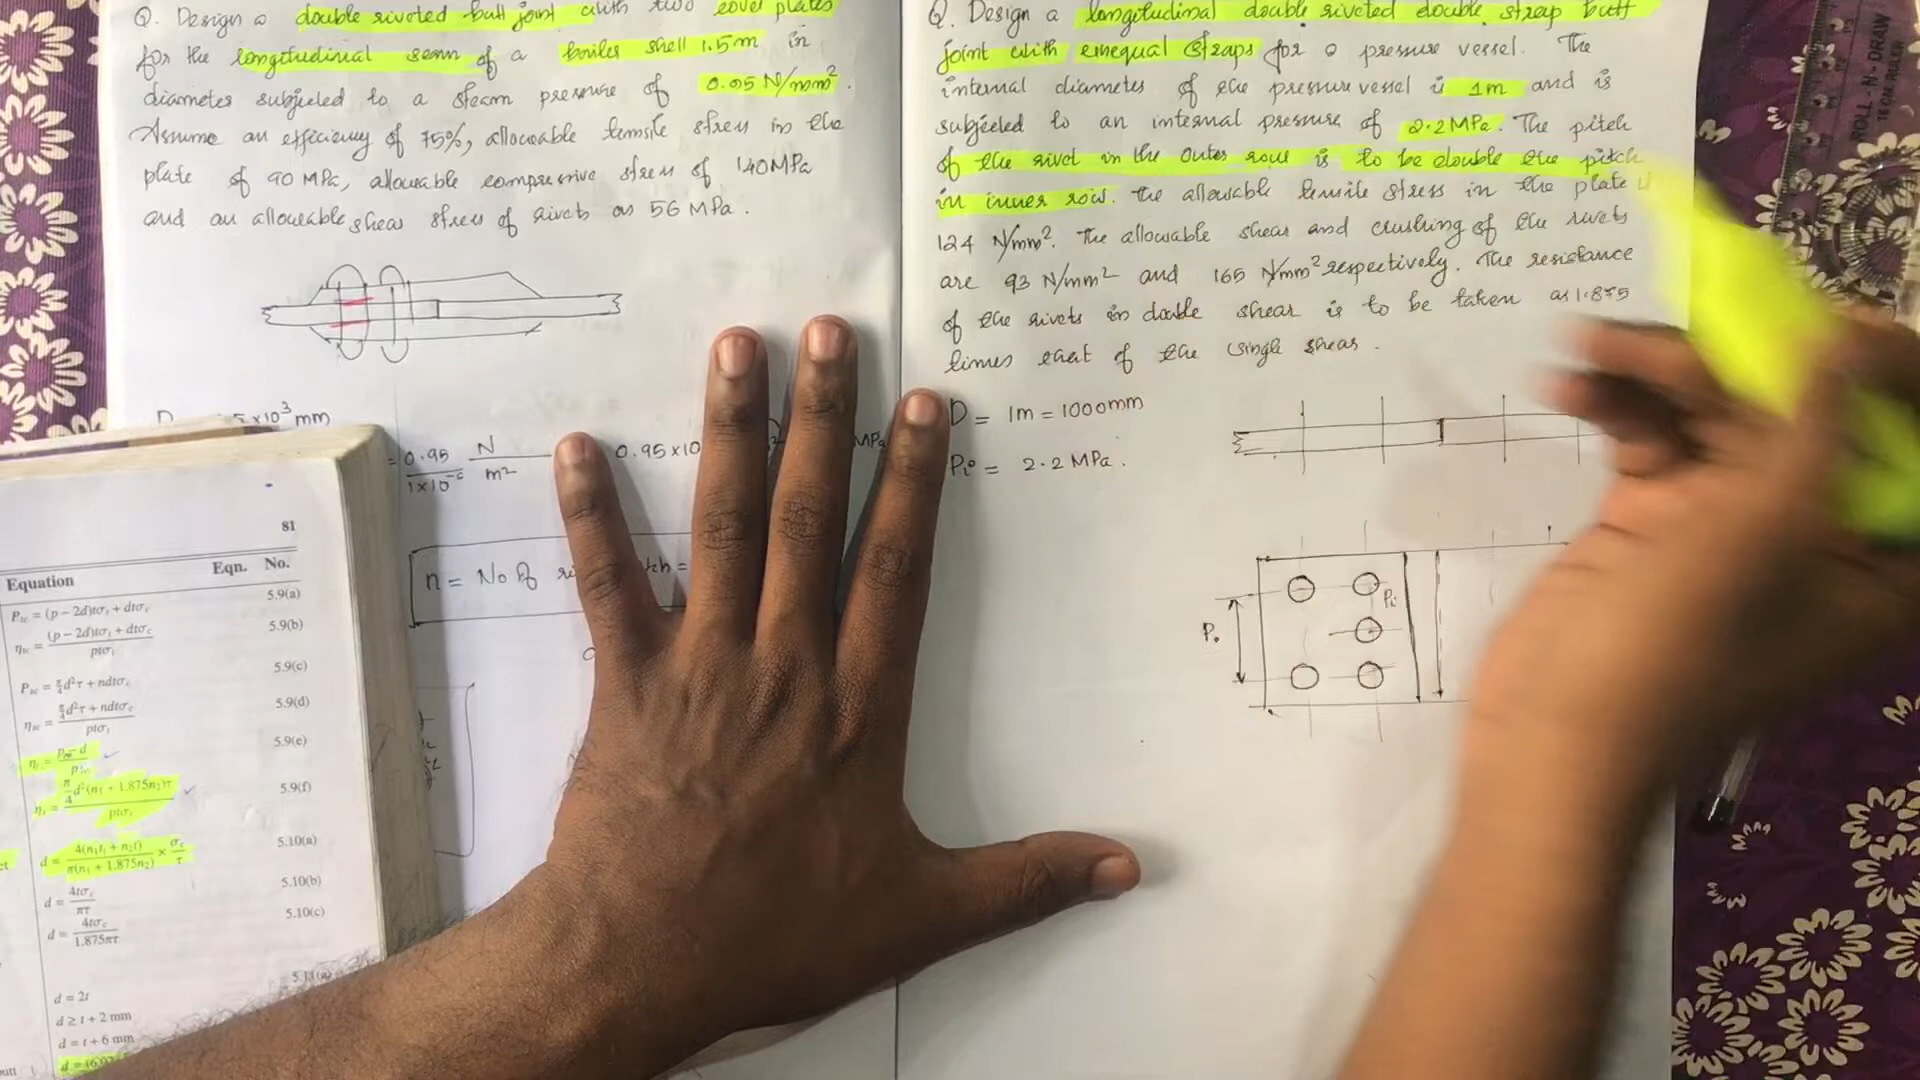 Q. Design a double riveted butt joint with two cover plates
for the longitudinal seam of a boiler shell 1.5m in
diameter subjected to a steam pressure of 0.95 N/mm².
Assume an efficiency of 75%, allowable tensile stress in the
plate of 90 MPa, allowable compressive stress of 140MPa
and an allowable shear stress of rivets as 56 MPa.
5×10³ mm
= 0.95 N
1×10⁻⁶ m²
0.95×10
MPa
n = No of
81
Equation Eqn. No.
5.9(a)
5.9(b)
5.9(c)
5.9(d)
5.9(e)
5.9(f)
5.10(a)
5.10(b)
5.10(c)
d = 4tσc / πτ
d = 4tσc / 1.875πτ
d = 2t
d ≥ t + 2 mm
d = t + 6 mm
Q. Design a longitudinal double riveted double strap butt
joint with unequal straps for a pressure vessel. The
internal diameter of the pressure vessel is 1m and is
subjected to an internal pressure of 2.2MPa. The pitch
of the rivet in the outer row is to be double the pitch
in inner row. The allowable tensile stress in the plate is
124 N/mm². The allowable shear and crushing of the rivets
are 93 N/mm² and 165 N/mm² respectively. The resistance
of the rivets in double shear is to be taken as 1.875
times that of the single shear.
D = 1m = 1000mm
Pi = 2.2 MPa.
Pi
Po
ROLL-N-DRAW